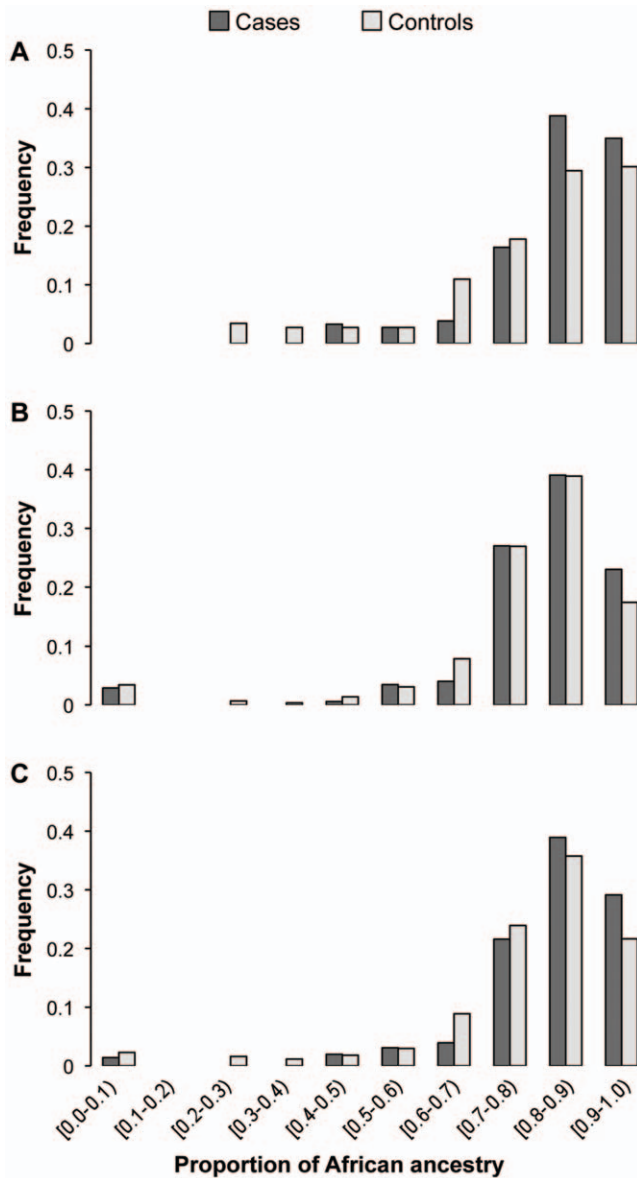 Cases Controls
A
0.5
0.4
0.3
0.2
0.1
0
Frequency
B
0.5
0.4
0.3
0.2
0.1
0
Frequency
C
0.5
0.4
0.3
0.2
0.1
0
Frequency
[0.0-0.1) [0.1-0.2) [0.2-0.3) [0.3-0.4) [0.4-0.5) [0.5-0.6) [0.6-0.7) [0.7-0.8) [0.8-0.9) [0.9-1.0)
Proportion of African ancestry